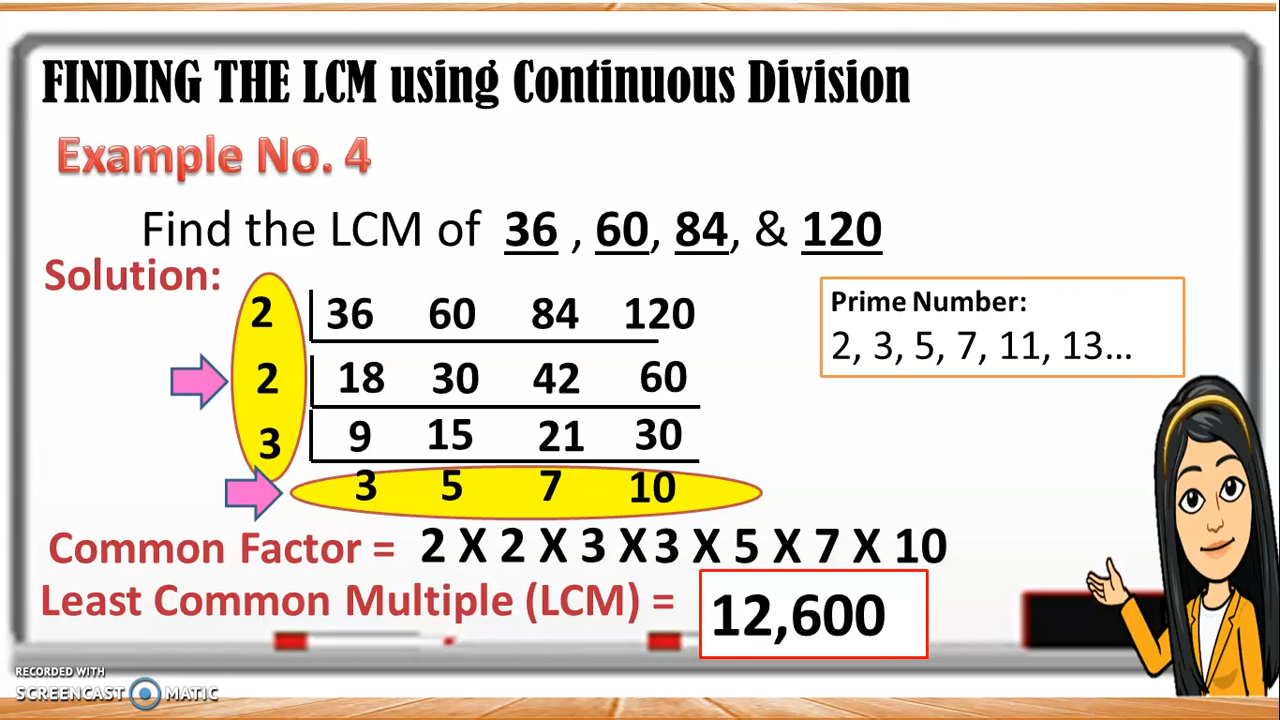 FINDING THE LCM using Continuous Division
Example No. 4
Find the LCM of 36 , 60, 84, & 120
Solution:
2 36 60 84 120
Prime Number:
2, 3, 5, 7, 11, 13...
2 18 30 42 60
3 9 15 21 30
3 5 7 10
Common Factor = 2 X 2 X 3 X 3 X 5 X 7 X 10
Least Common Multiple (LCM) = 12,600
RECORDED WITH
SCREENCAST MATIC